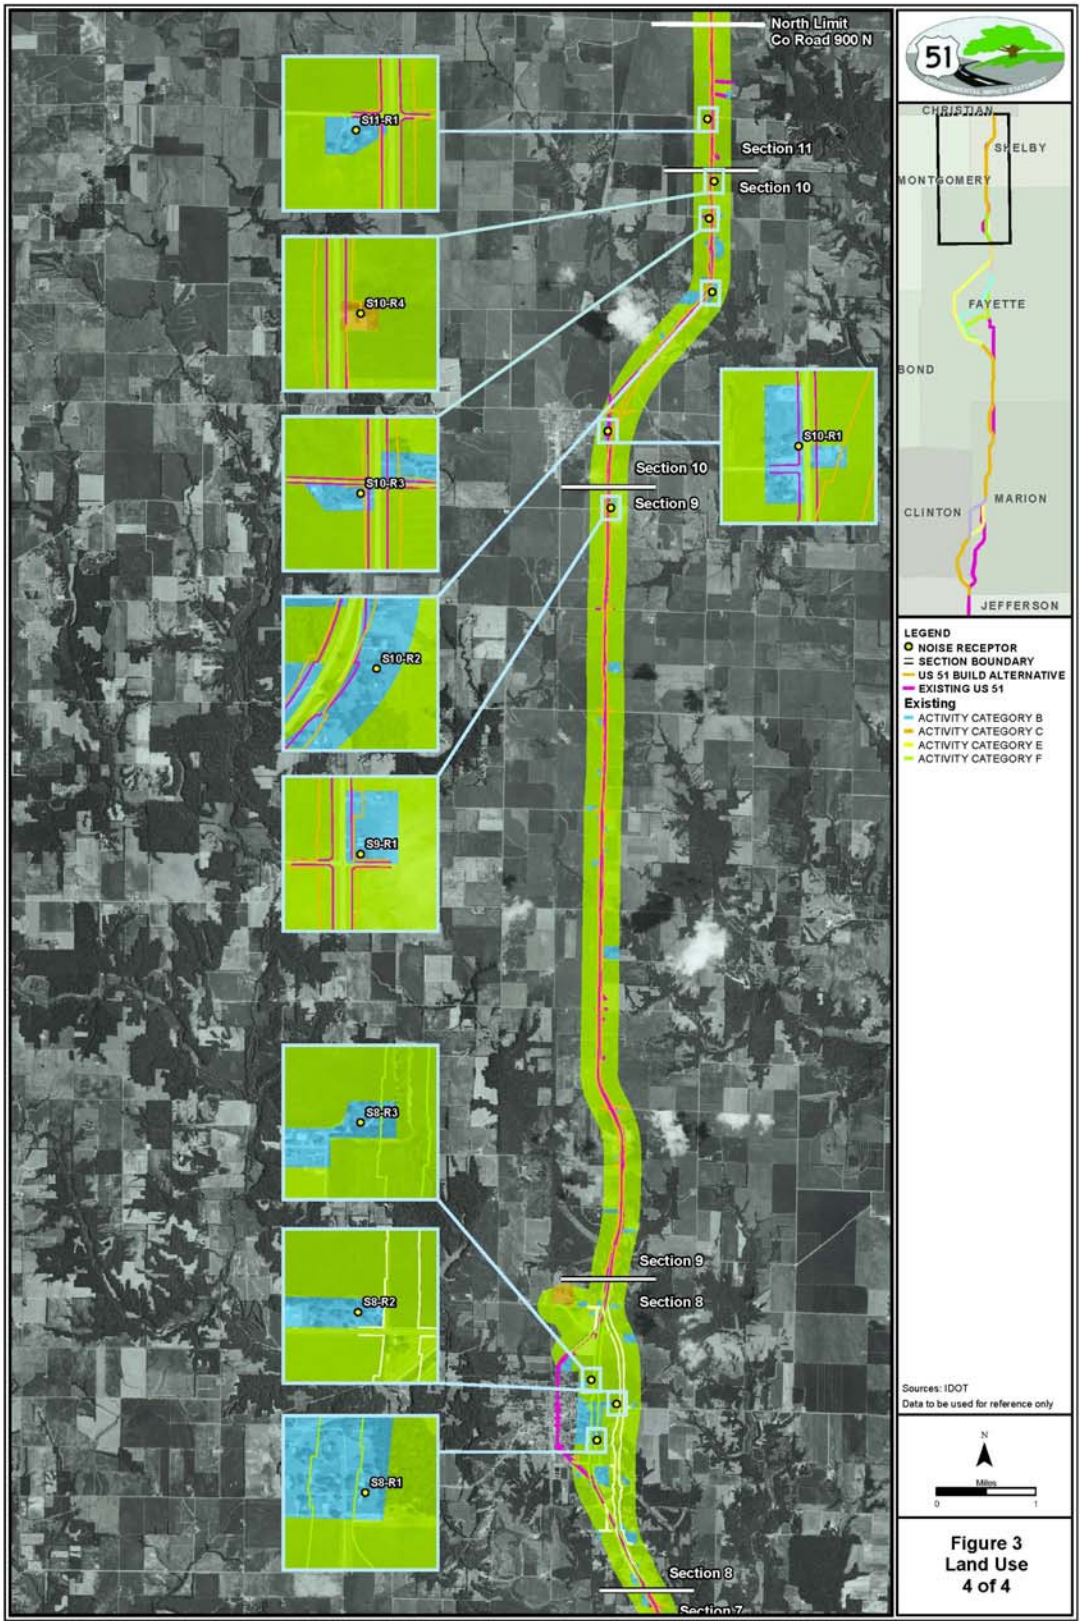 North Limit
Co Road 900 N
S11-R1
Section 11
Section 10
S10-R4
S10-R3
S10-R1
Section 10
Section 9
S10-R2
S9-R1
S8-R3
Section 9
Section 8
S8-R2
S8-R1
Section 8
Section 7
51
ENVIRONMENTAL IMPACT STATEMENT
CHRISTIAN
SHELBY
MONTGOMERY
FAYETTE
BOND
MARION
CLINTON
JEFFERSON
LEGEND
NOISE RECEPTOR
SECTION BOUNDARY
US 51 BUILD ALTERNATIVE
EXISTING US 51
Existing
ACTIVITY CATEGORY B
ACTIVITY CATEGORY C
ACTIVITY CATEGORY E
ACTIVITY CATEGORY F
Sources: IDOT
Data to be used for reference only
N
Miles
0 1
Figure 3
Land Use
4 of 4